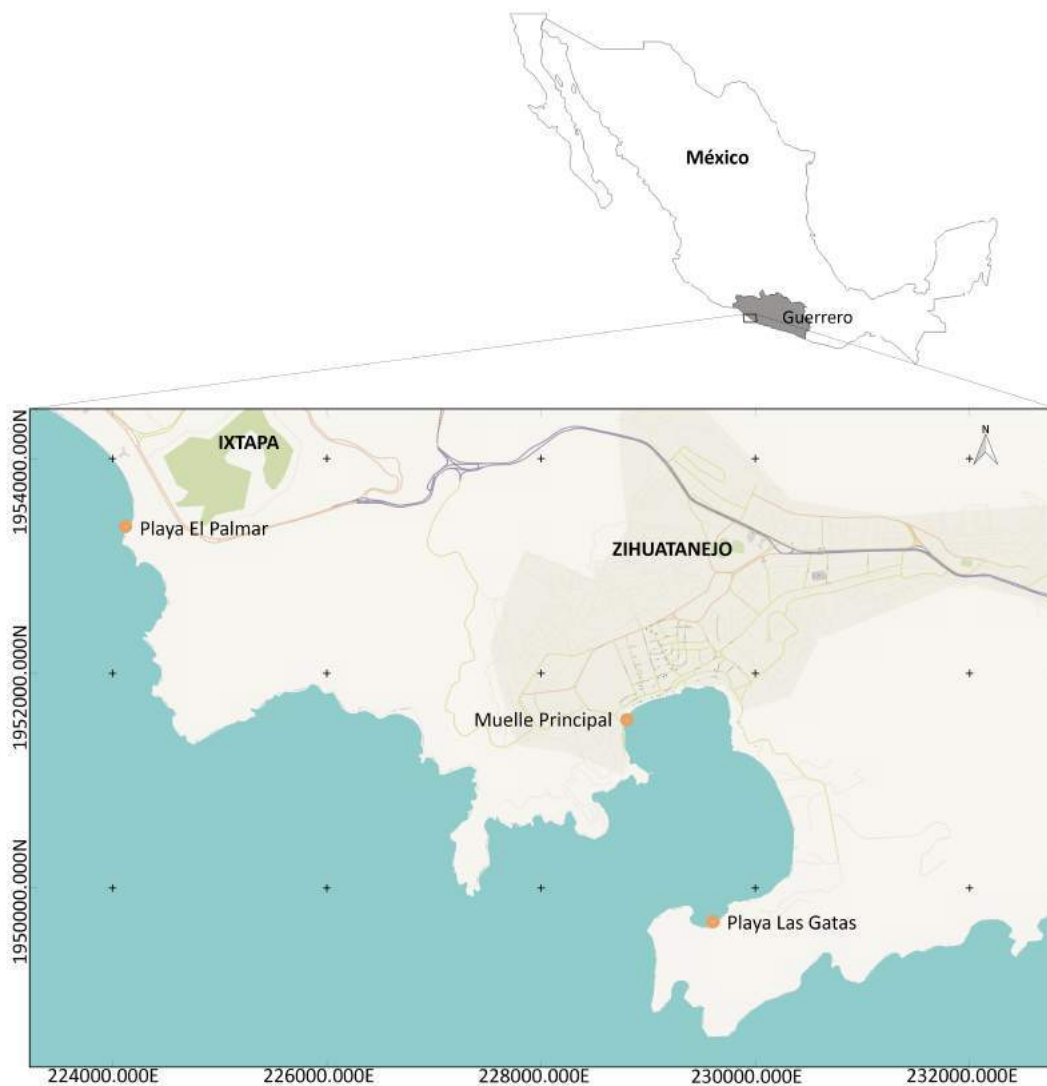 México
Guerrero
N
IXTAPA
Playa El Palmar
ZIHUATANEJO
Muelle Principal
Playa Las Gatas
1954000.000N
1952000.000N
1950000.000N
224000.000E
226000.000E
228000.000E
230000.000E
232000.000E